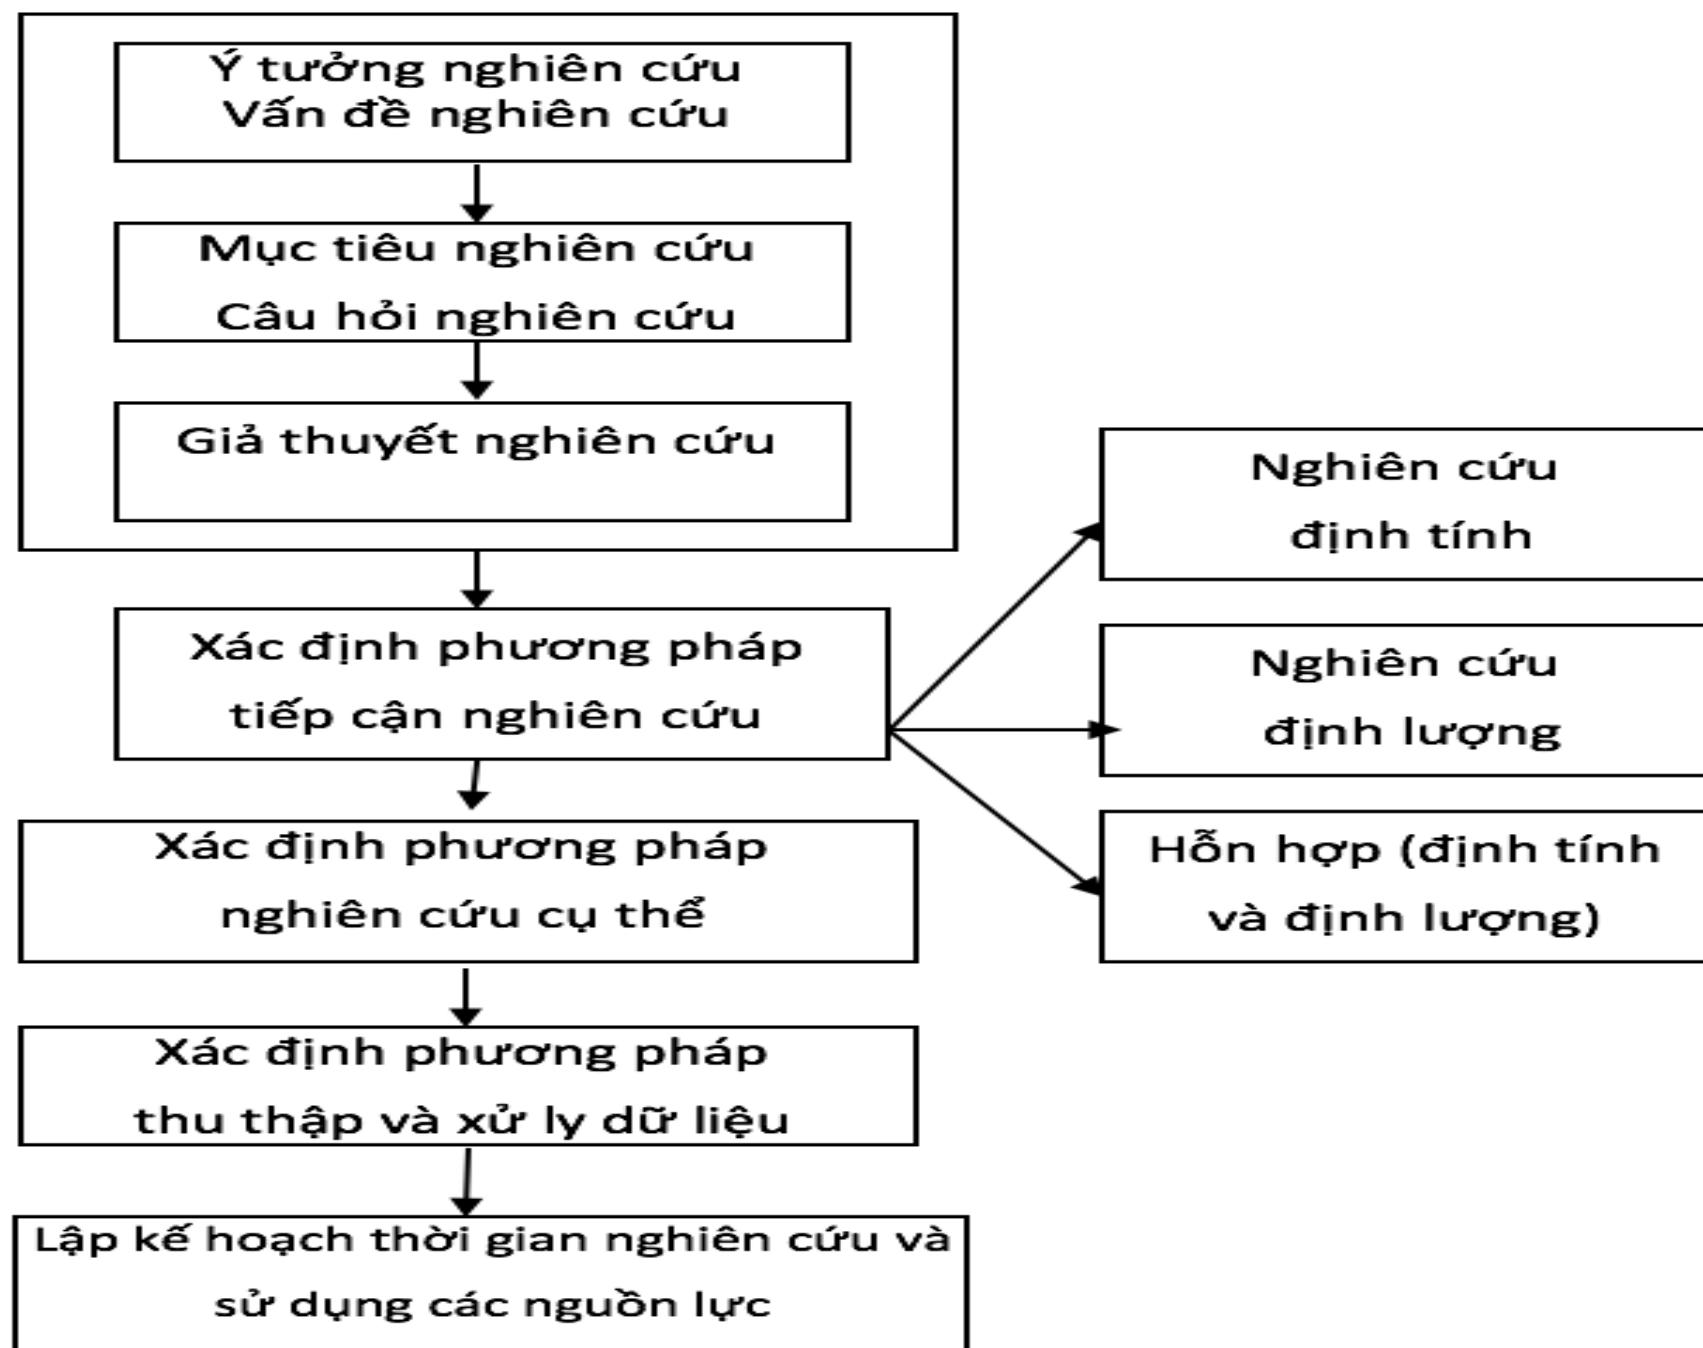 Ý tưởng nghiên cứu
Vấn đề nghiên cứu
Mục tiêu nghiên cứu
Câu hỏi nghiên cứu
Giả thuyết nghiên cứu
Xác định phương pháp
tiếp cận nghiên cứu
Nghiên cứu
định tính
Nghiên cứu
định lượng
Hỗn hợp (định tính
và định lượng)
Xác định phương pháp
nghiên cứu cụ thể
Xác định phương pháp
thu thập và xử ly dữ liệu
Lập kế hoạch thời gian nghiên cứu và
sử dụng các nguồn lực